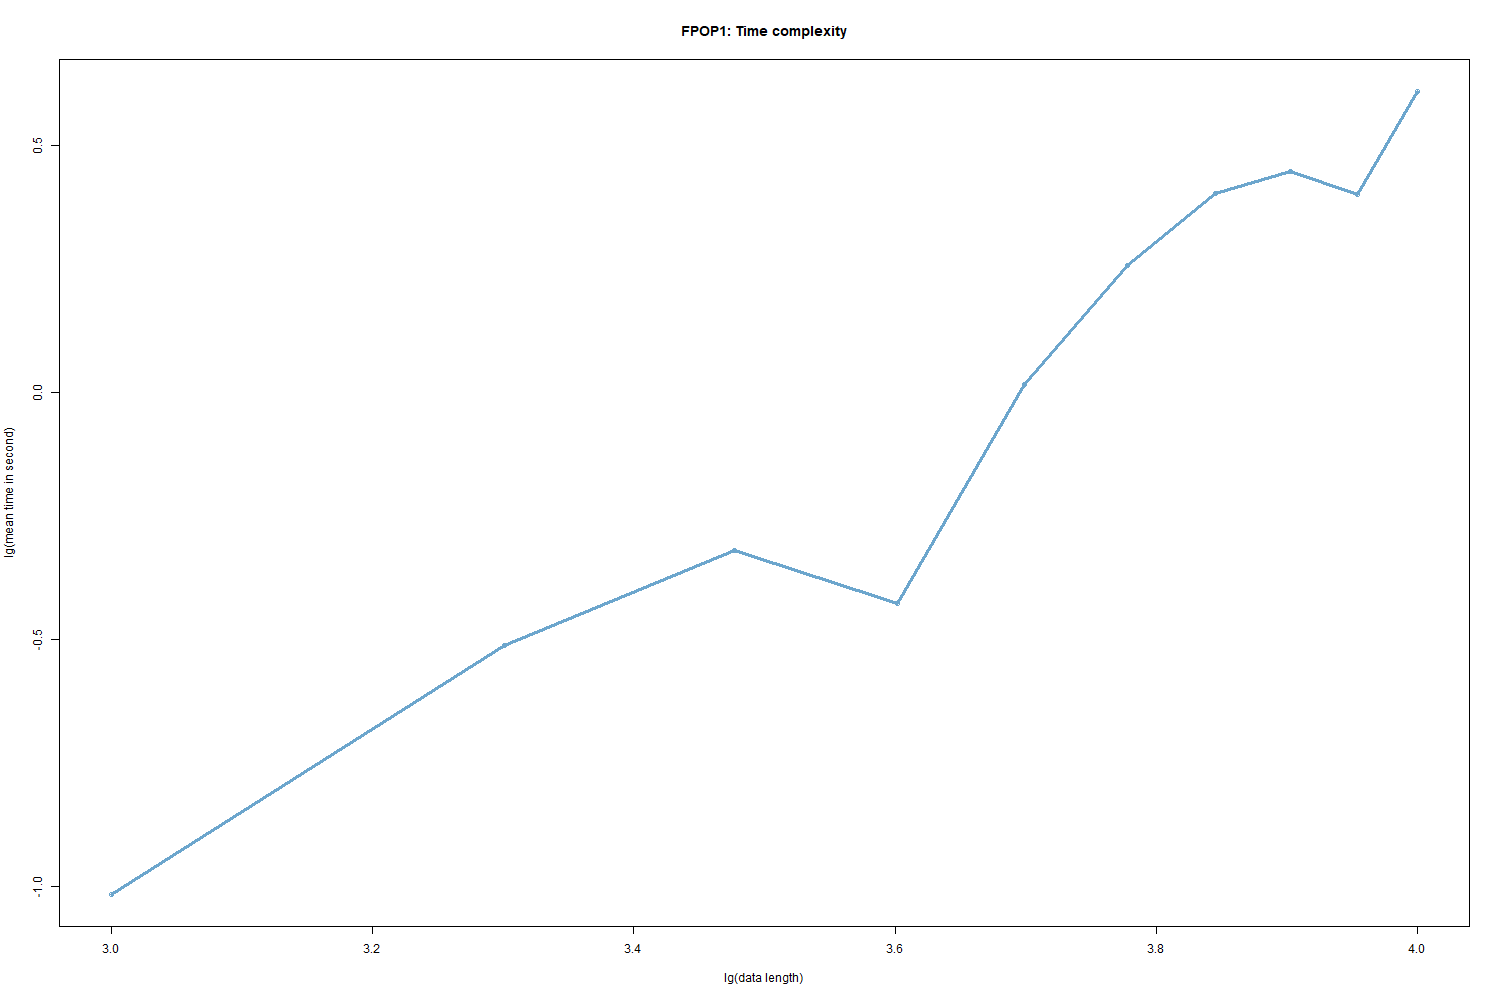 FPOP1: Time complexity
lg(mean time in second)
0.5
0.0
-0.5
-1.0
3.0 3.2 3.4 3.6 3.8 4.0
lg(data length)